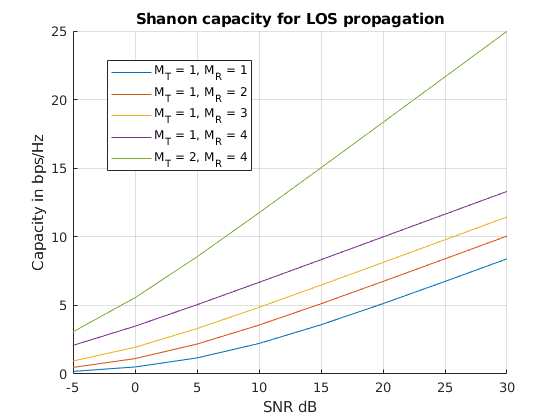 Shanon capacity for LOS propagation
25
20
15
10
5
0
Capacity in bps/Hz
M_T = 1, M_R = 1
M_T = 1, M_R = 2
M_T = 1, M_R = 3
M_T = 1, M_R = 4
M_T = 2, M_R = 4
-5 0 5 10 15 20 25 30
SNR dB